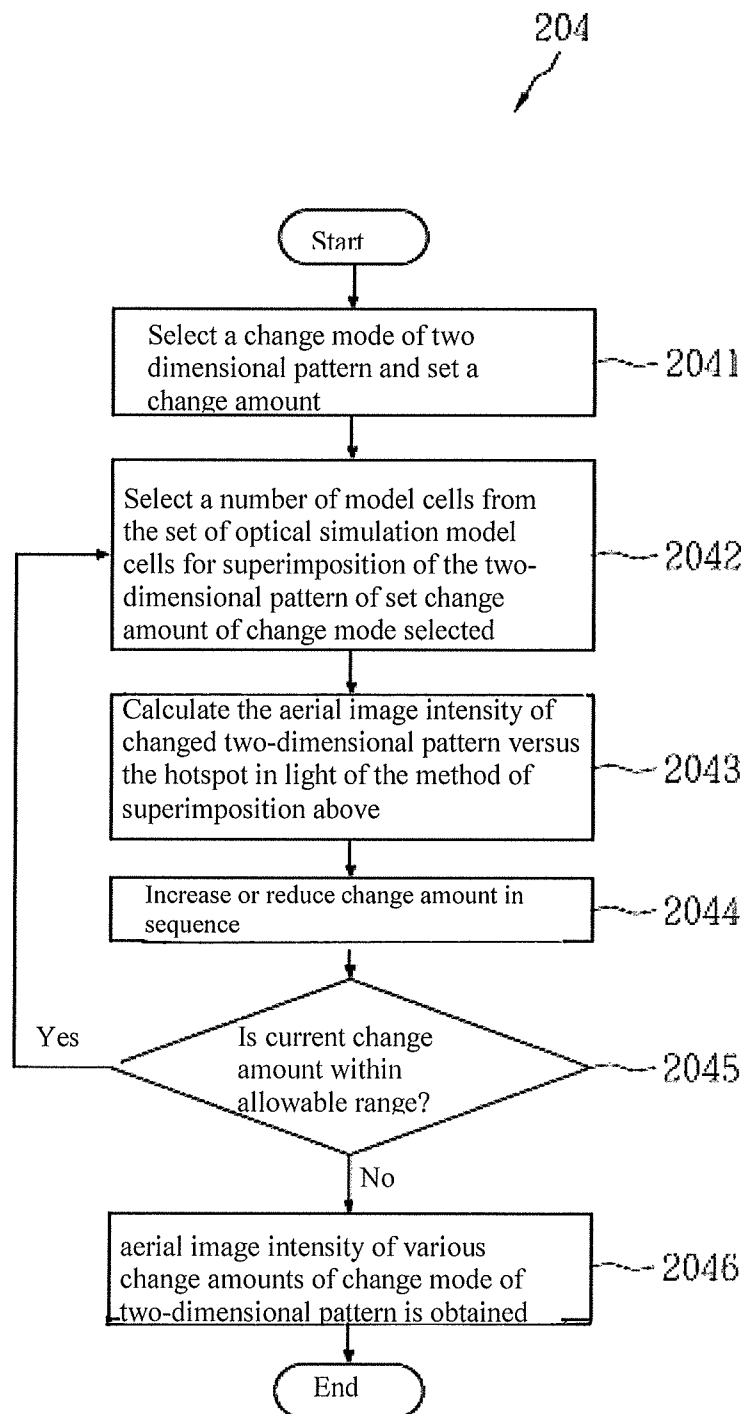 204
Start
Select a change mode of two
dimensional pattern and set a
change amount
2041
Select a number of model cells from
the set of optical simulation model
cells for superimposition of the two-
dimensional pattern of set change
amount of change mode selected
2042
Calculate the aerial image intensity of
changed two-dimensional pattern versus
the hotspot in light of the method of
superimposition above
2043
Increase or reduce change amount in
sequence
2044
Yes
Is current change
amount within
allowable range?
2045
No
aerial image intensity of various
change amounts of change mode of
two-dimensional pattern is obtained
2046
End